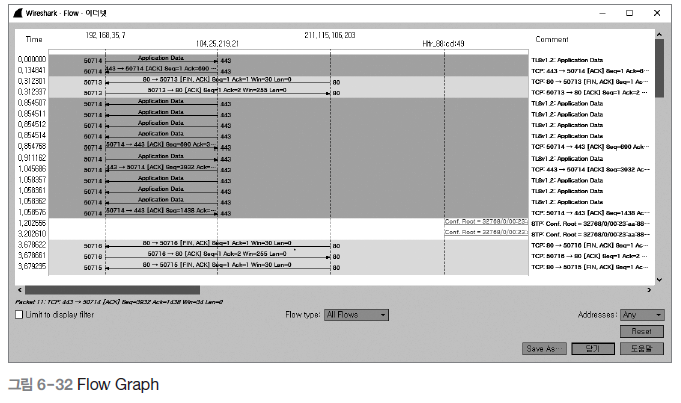 Wireshark - Flow - 이더넷
Time 192,168,35,7 104,25,219,21 211,115,106,203 Comment
0,000000 50714 Application Data 443 TLSv1,2: Application Data
0,134841 50714 443 → 50714 [ACK] Seq=1 Ack=690 ··· 443 TCP: 443 → 50714 [ACK] Seq=1 Ack=6···
0,312301 50713 80 → 50713 [FIN, ACK] Seq=1 Ack=1 Win=30 Len=0 80 TCP: 80 → 50713 [FIN, ACK] Seq=1 Ac···
0,312397 50713 50713 → 80 [ACK] Seq=1 Ack=2 Win=255 Len=0 80 TCP: 50713 → 80 [ACK] Seq=1 Ack=2 ···
0,854507 50714 Application Data 443 TLSv1,2: Application Data
0,854511 50714 Application Data 443 TLSv1,2: Application Data
0,854512 50714 Application Data 443 TLSv1,2: Application Data
0,854514 50714 Application Data 443 TLSv1,2: Application Data
0,854768 50714 50714 → 443 [ACK] Seq=690 Ack=3··· 443 TCP: 50714 → 443 [ACK] Seq=690 Ack···
0,911162 50714 Application Data 443 TLSv1,2: Application Data
1,045686 50714 443 → 50714 [ACK] Seq=3932 Ack=··· 443 TCP: 443 → 50714 [ACK] Seq=3932 Ac···
1,058357 50714 Application Data 443 TLSv1,2: Application Data
1,058361 50714 Application Data 443 TLSv1,2: Application Data
1,058362 50714 Application Data 443 TLSv1,2: Application Data
1,058576 50714 50714 → 443 [ACK] Seq=1438 Ack=··· 443 TCP: 50714 → 443 [ACK] Seq=1438 Ac···
1,202555 Conf. Root = 32768/0/00:23:··· STP: Conf. Root = 32768/0/00:23:aa:88···
3,202610 Conf. Root = 32768/0/00:23:··· STP: Conf. Root = 32768/0/00:23:aa:88···
3,678622 50716 80 → 50716 [FIN, ACK] Seq=1 Ack=1 Win=30 Len=0 80 TCP: 80 → 50716 [FIN, ACK] Seq=1 Ac···
3,678661 50716 50716 → 80 [ACK] Seq=1 Ack=2 Win=255 Len=0 80 TCP: 50716 → 80 [ACK] Seq=1 Ack=2 ···
3,679235 50715 80 → 50715 [FIN, ACK] Seq=1 Ack=1 Win=30 Len=0 80 TCP: 80 → 50715 [FIN, ACK] Seq=1 Ac···
Packet 11: TCP: 443 → 50714 [ACK] Seq=3932 Ack=1438 Win=34 Len=0
Limit to display filter Flow type: All Flows Addresses: Any
Reset
Save As··· 닫기 도움말
그림 6-32 Flow Graph